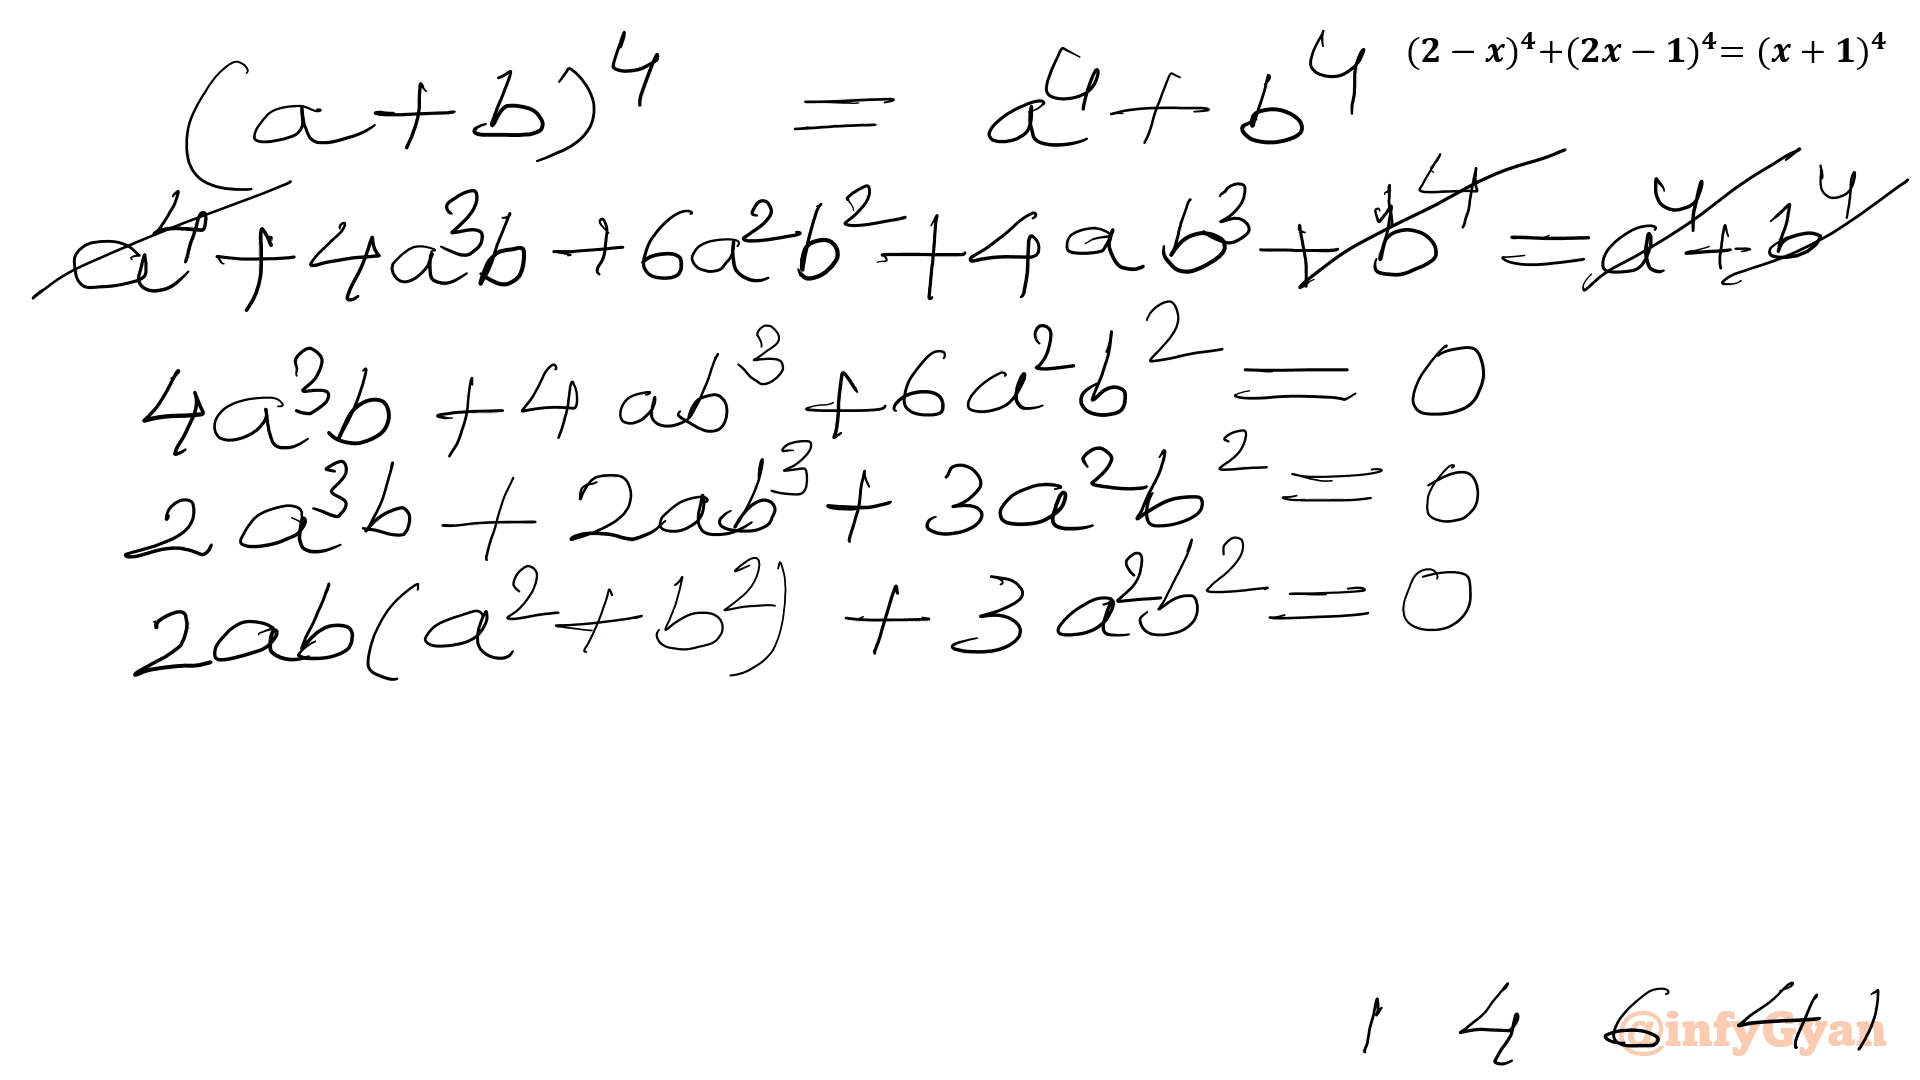 (2 − x)⁴+(2x − 1)⁴= (x + 1)⁴
(a + b)⁴ = a⁴ + b⁴
a⁴ + 4a³b + 6a²b² + 4ab³ + b⁴ = a⁴ + b⁴
4a³b + 4ab³ + 6a²b² = 0
2a³b + 2ab³ + 3a²b² = 0
2ab(a² + b²) + 3a²b² = 0
1 4 6 4 1
@infyGyan